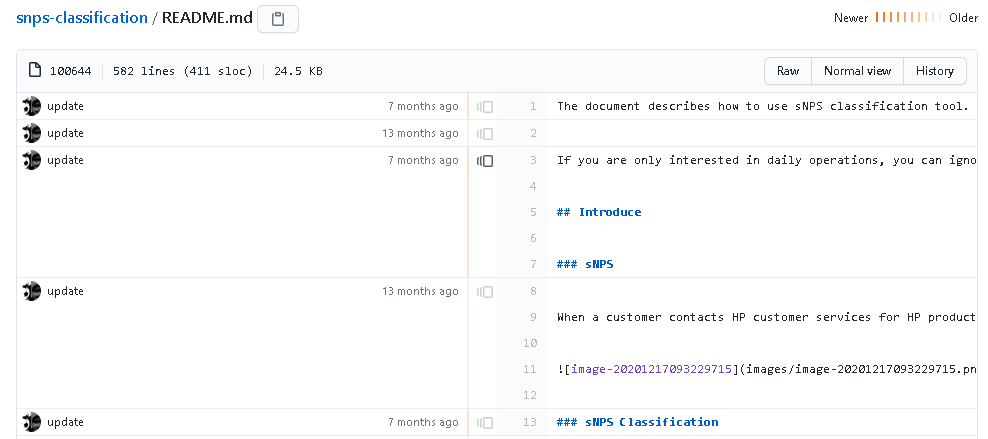 snps-classification / README.md
Newer Older
100644 582 lines (411 sloc) 24.5 KB
Raw Normal view History
update 7 months ago 1 The document describes how to use sNPS classification tool.
update 13 months ago 2
update 7 months ago 3 If you are only interested in daily operations, you can igno
4
5 ## Introduce
6
7 ### sNPS
update 13 months ago 8
9 When a customer contacts HP customer services for HP product
10
11 ![image-20201217093229715](images/image-20201217093229715.pn
12
update 7 months ago 13 ### sNPS Classification